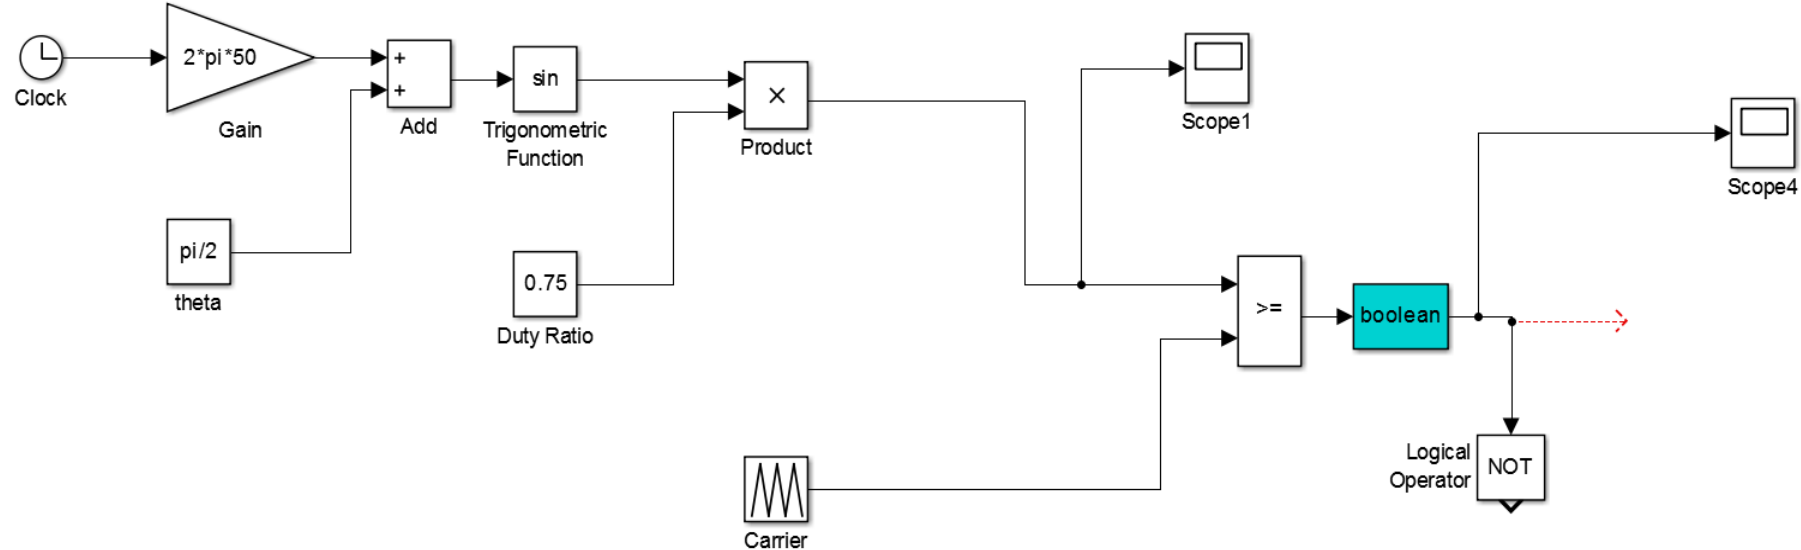 Clock
2*pi*50
Gain
+
+
Add
sin
Trigonometric
Function
×
Product
Scope1
Scope4
pi/2
theta
0.75
Duty Ratio
>=
boolean
Logical
Operator
NOT
Carrier